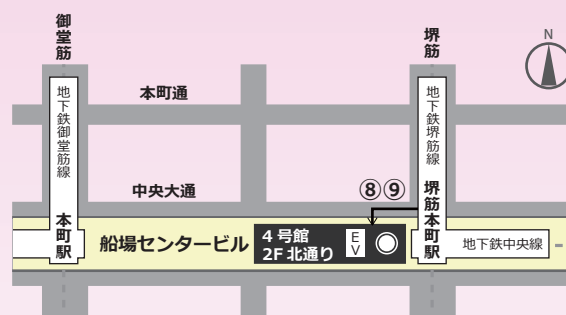 御堂筋
堺筋
N
地下鉄御堂筋線
本町通
地下鉄堺筋線
中央大通
⑧⑨
本町駅
船場センタービル
4号館
2F北通り
EV
堺筋本町駅
地下鉄中央線